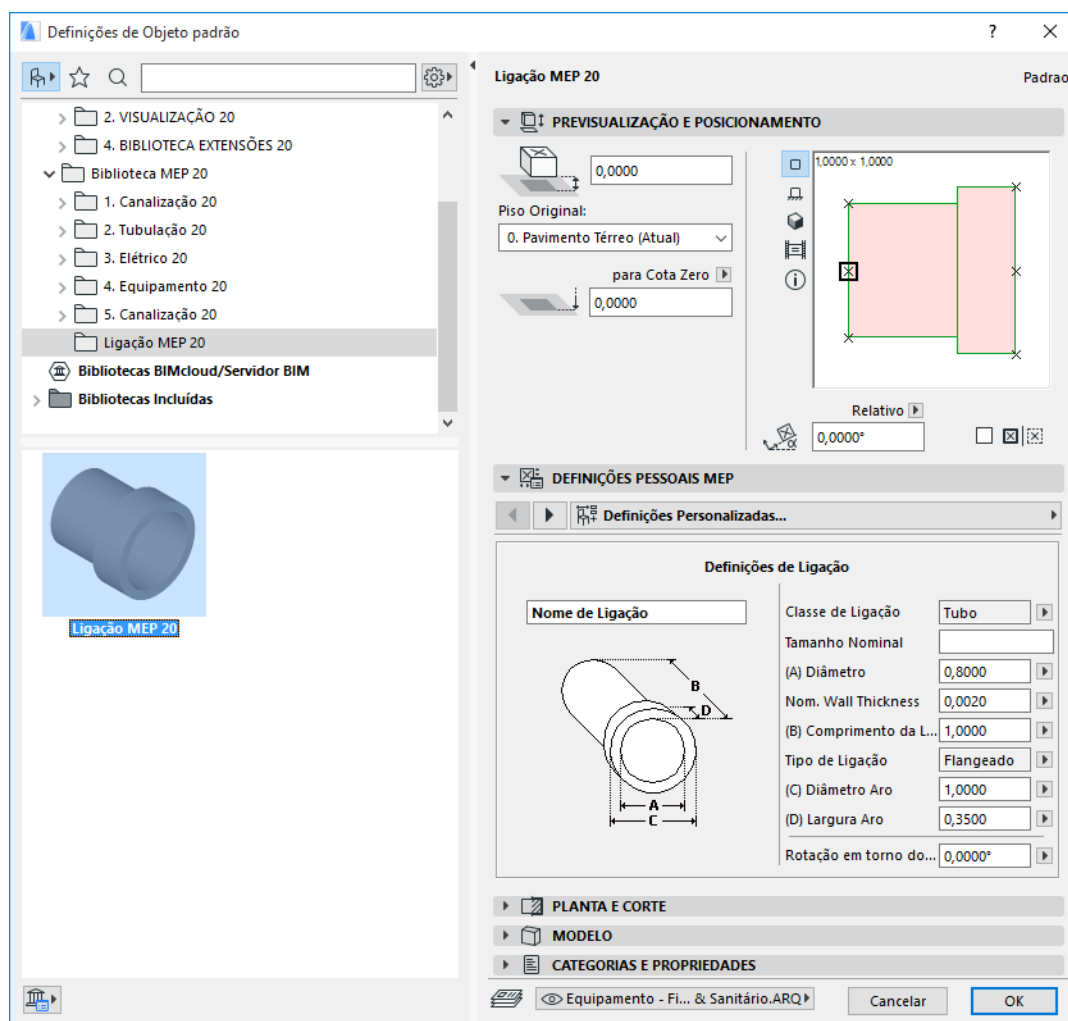 Definições de Objeto padrão
?
2. VISUALIZAÇÃO 20
4. BIBLIOTECA EXTENSÕES 20
Biblioteca MEP 20
1. Canalização 20
2. Tubulação 20
3. Elétrico 20
4. Equipamento 20
5. Canalização 20
Ligação MEP 20
Bibliotecas BIMcloud/Servidor BIM
Bibliotecas Incluídas
Ligação MEP 20
Ligação MEP 20
Padrao
PREVISUALIZAÇÃO E POSICIONAMENTO
0,0000
Piso Original:
0. Pavimento Térreo (Atual)
para Cota Zero
0,0000
1,0000 x 1,0000
Relativo
α
0,0000°
DEFINIÇÕES PESSOAIS MEP
Definições Personalizadas...
Definições de Ligação
Nome de Ligação
B
D
A
C
Classe de Ligação Tubo
Tamanho Nominal
(A) Diâmetro 0,8000
Nom. Wall Thickness 0,0020
(B) Comprimento da L... 1,0000
Tipo de Ligação Flangeado
(C) Diâmetro Aro 1,0000
(D) Largura Aro 0,3500
Rotação em torno do... 0,0000°
PLANTA E CORTE
MODELO
CATEGORIAS E PROPRIEDADES
Equipamento - Fi... & Sanitário.ARQ
Cancelar
OK